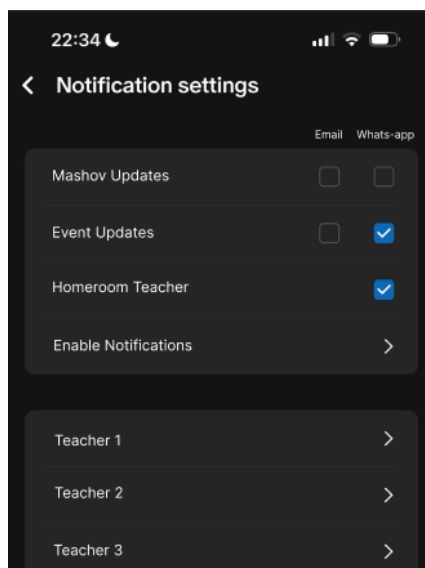 22:34
Notification settings
Email Whats-app
Mashov Updates
Event Updates
Homeroom Teacher
Enable Notifications
Teacher 1
Teacher 2
Teacher 3